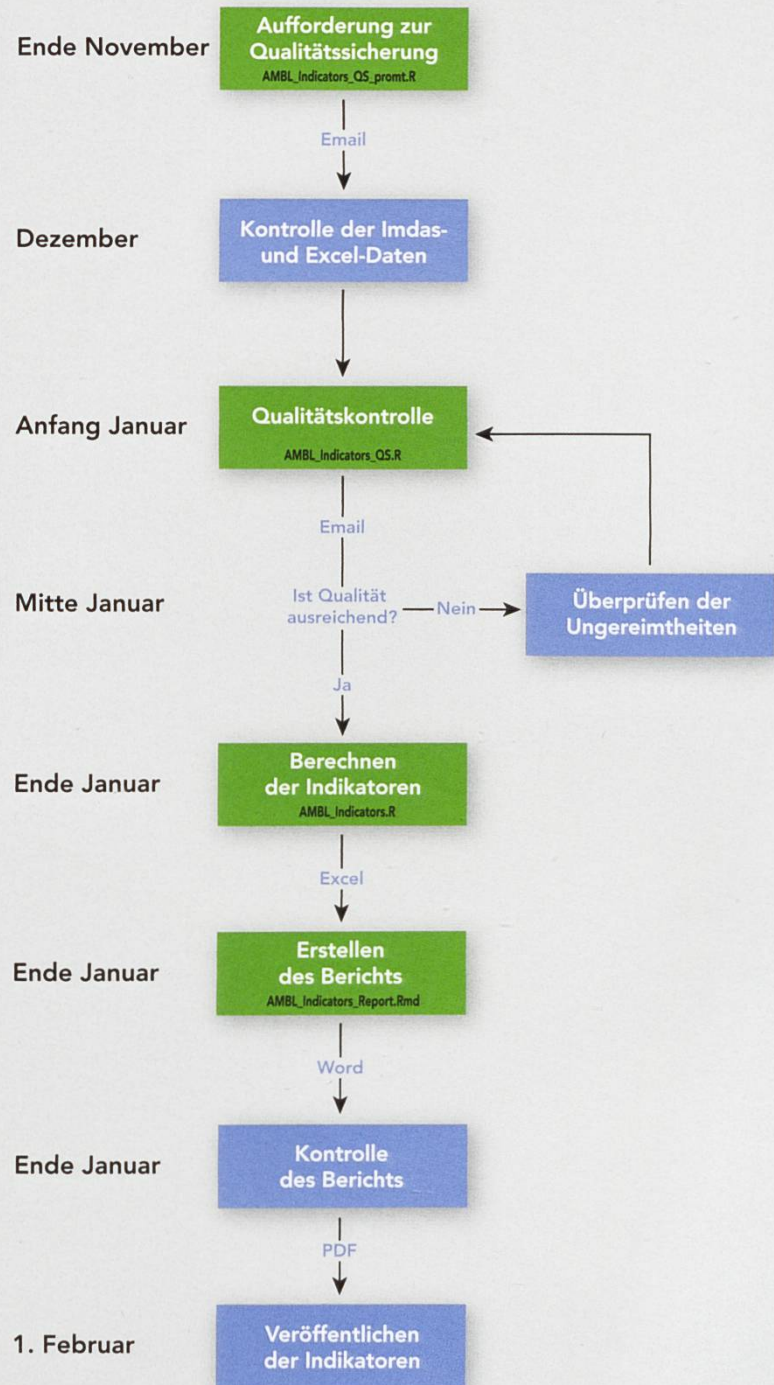 Ende November
Aufforderung zur
Qualitätssicherung
AMBL_Indicators_QS_promt.R
Email
Dezember
Kontrolle der Imdas-
und Excel-Daten
Anfang Januar
Qualitätskontrolle
AMBL_Indicators_QS.R
Email
Mitte Januar
Ist Qualität
ausreichend?
Nein
Überprüfen der
Ungereimtheiten
Ja
Ende Januar
Berechnen
der Indikatoren
AMBL_Indicators.R
Excel
Ende Januar
Erstellen
des Berichts
AMBL_Indicators_Report.Rmd
Word
Ende Januar
Kontrolle
des Berichts
PDF
1. Februar
Veröffentlichen
der Indikatoren